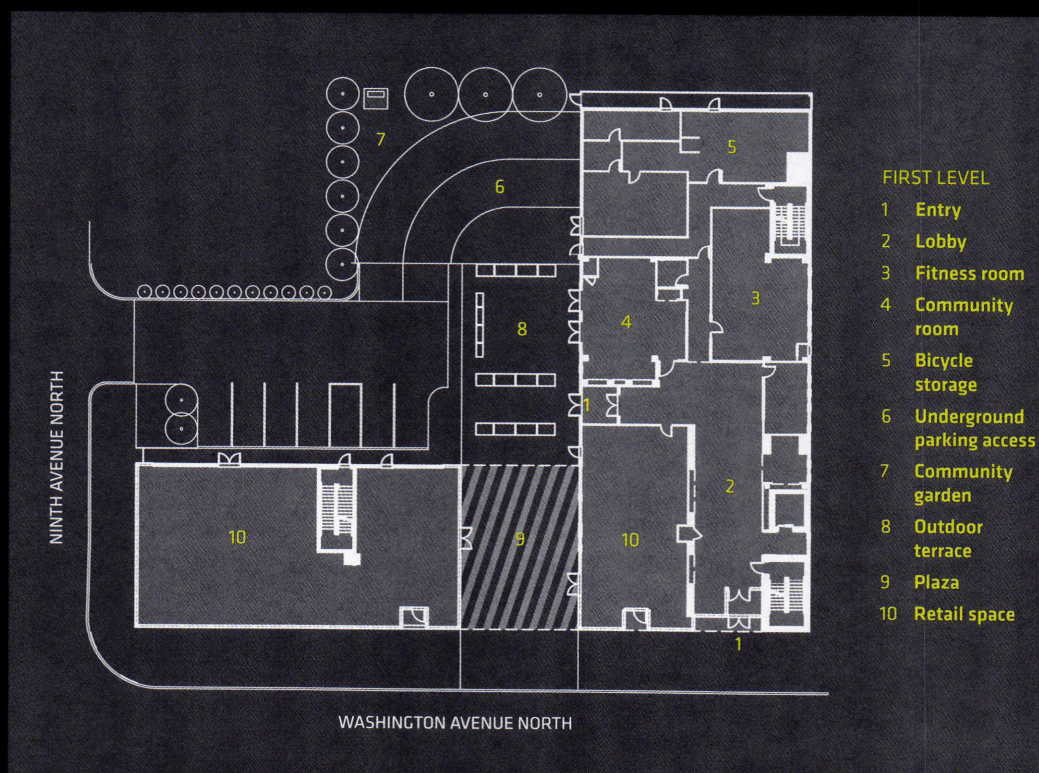 7
5
6
3
4
8
1
2
10
9
10
1
NINTH AVENUE NORTH
WASHINGTON AVENUE NORTH
FIRST LEVEL
1 Entry
2 Lobby
3 Fitness room
4 Community
room
5 Bicycle
storage
6 Underground
parking access
7 Community
garden
8 Outdoor
terrace
9 Plaza
10 Retail space